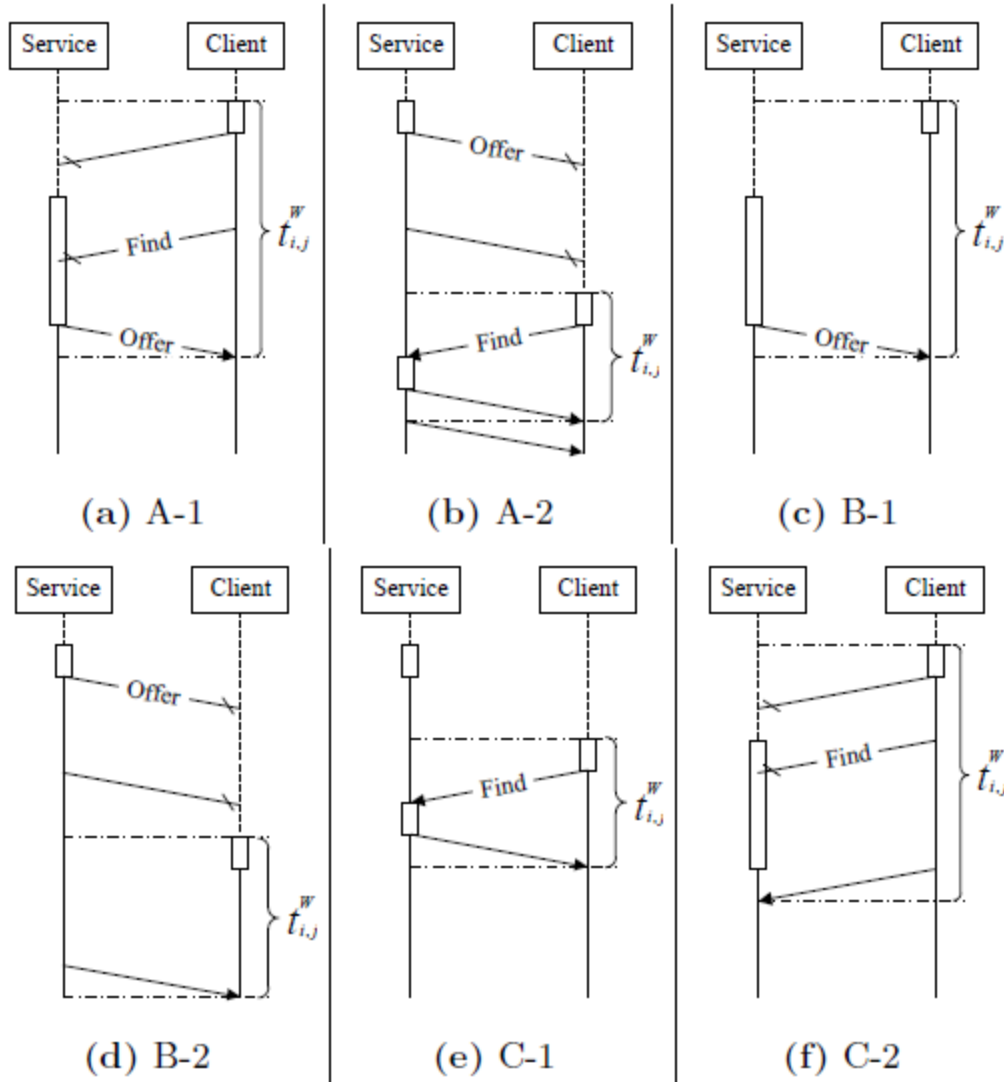 Service Client Service Client Service Client
Offer
Find Find
Offer Offer
t^W_{i,j} t^W_{i,j} t^W_{i,j}
(a) A-1 (b) A-2 (c) B-1
Service Client Service Client Service Client
Offer
Find Find
t^W_{i,j} t^W_{i,j} t^W_{i,j}
(d) B-2 (e) C-1 (f) C-2